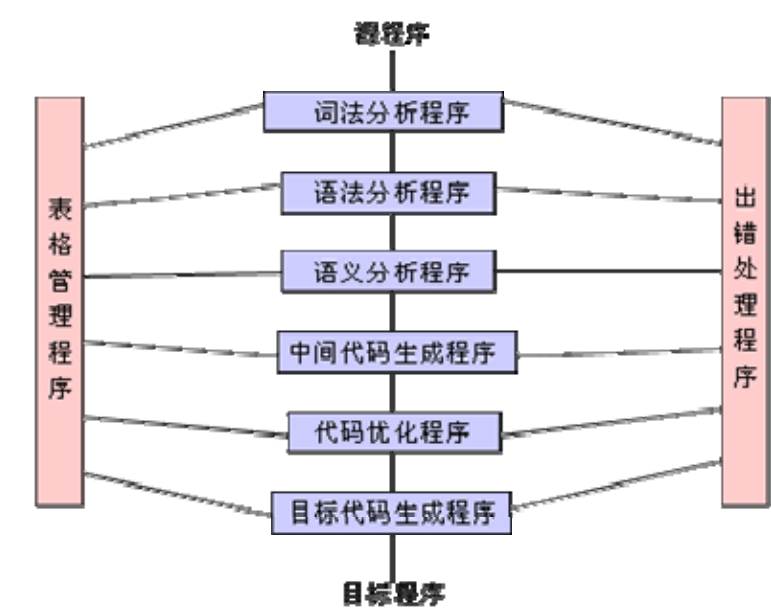 源程序
词法分析程序
语法分析程序
语义分析程序
中间代码生成程序
代码优化程序
目标代码生成程序
目标程序
表格管理程序
出错处理程序